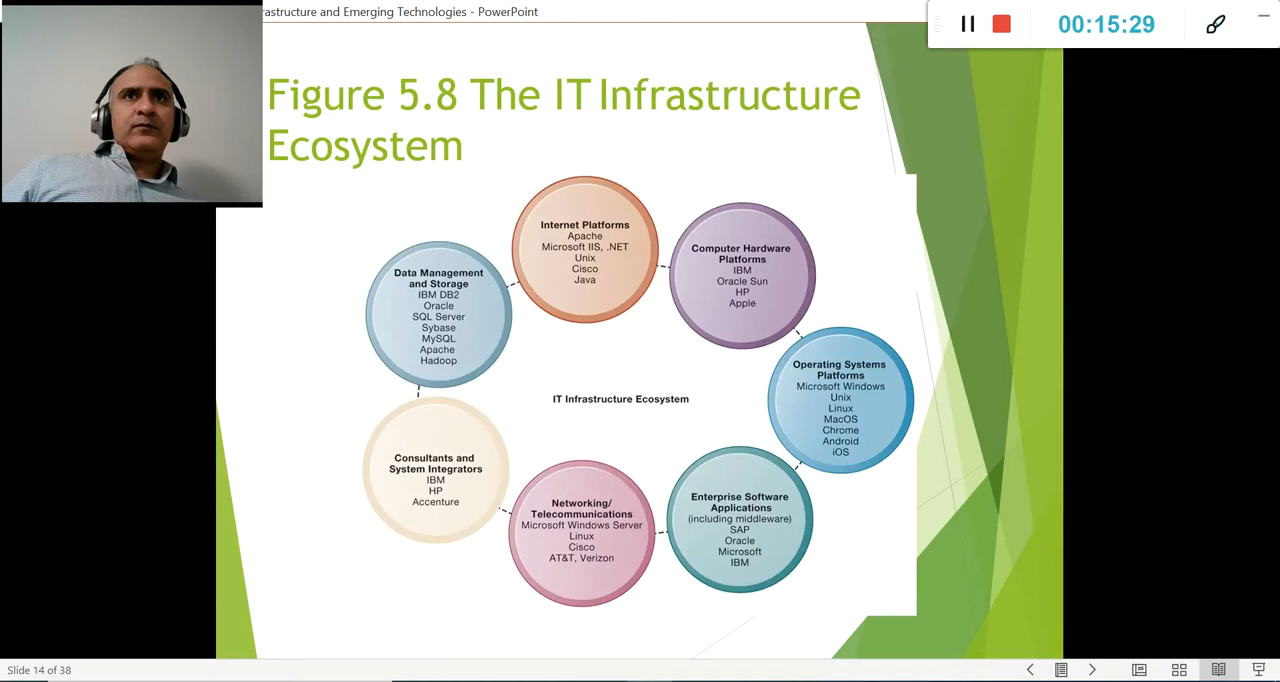 rastructure and Emerging Technologies - PowerPoint
00:15:29
Figure 5.8 The IT Infrastructure
Ecosystem
Internet Platforms
Apache
Microsoft IIS, .NET
Unix
Cisco
Java
Computer Hardware
Platforms
IBM
Oracle Sun
HP
Apple
Data Management
and Storage
IBM DB2
Oracle
SQL Server
Sybase
MySQL
Apache
Hadoop
Operating Systems
Platforms
Microsoft Windows
Unix
Linux
MacOS
Chrome
Android
iOS
IT Infrastructure Ecosystem
Consultants and
System Integrators
IBM
HP
Accenture
Networking/
Telecommunications
Microsoft Windows Server
Linux
Cisco
AT&T, Verizon
Enterprise Software
Applications
(including middleware)
SAP
Oracle
Microsoft
IBM
Slide 14 of 38